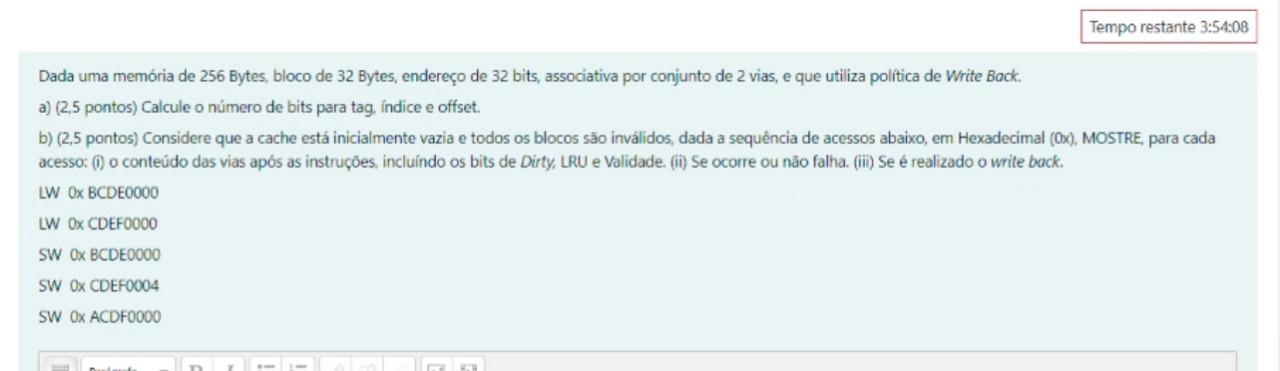 Tempo restante 3:54:08
Dada uma memória de 256 Bytes, bloco de 32 Bytes, endereço de 32 bits, associativa por conjunto de 2 vias, e que utiliza política de Write Back.
a) (2,5 pontos) Calcule o número de bits para tag, índice e offset.
b) (2,5 pontos) Considere que a cache está inicialmente vazia e todos os blocos são inválidos, dada a sequência de acessos abaixo, em Hexadecimal (0x), MOSTRE, para cada
acesso: (i) o conteúdo das vias após as instruções, incluíndo os bits de Dirty, LRU e Validade. (ii) Se ocorre ou não falha. (iii) Se é realizado o write back.
LW 0x BCDE0000
LW 0x CDEF0000
SW 0x BCDE0000
SW 0x CDEF0004
SW 0x ACDF0000